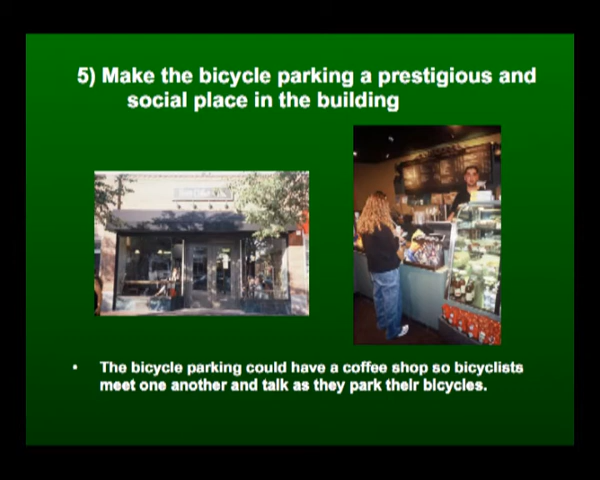 5) Make the bicycle parking a prestigious and
social place in the building
• The bicycle parking could have a coffee shop so bicyclists
meet one another and talk as they park their bicycles.